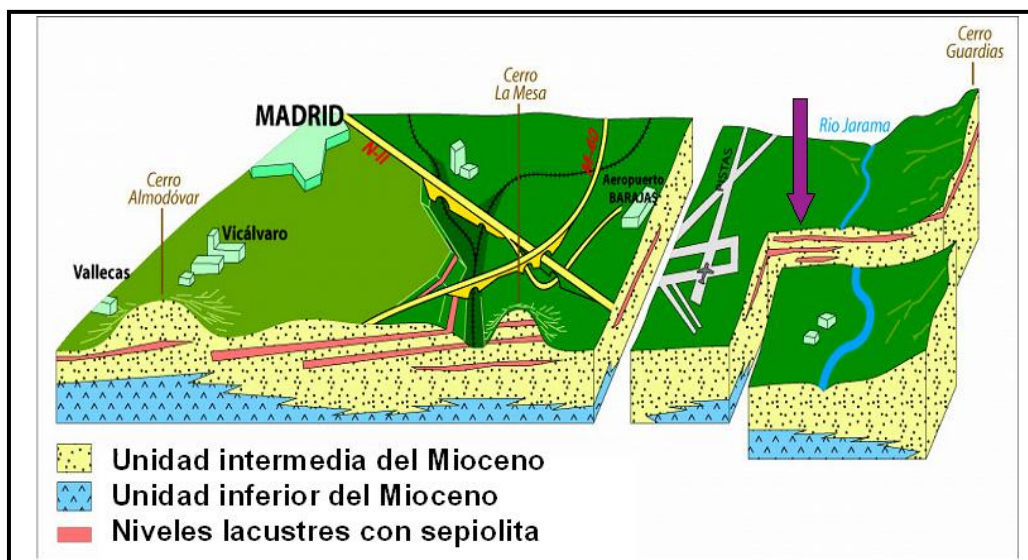 Cerro
Guardias
Cerro
La Mesa
MADRID
N-II
M-40
Río Jarama
PISTAS
Cerro
Almodóvar
Aeropuerto
BARAJAS
Vicálvaro
Vallecas
Unidad intermedia del Mioceno
Unidad inferior del Mioceno
Niveles lacustres con sepiolita